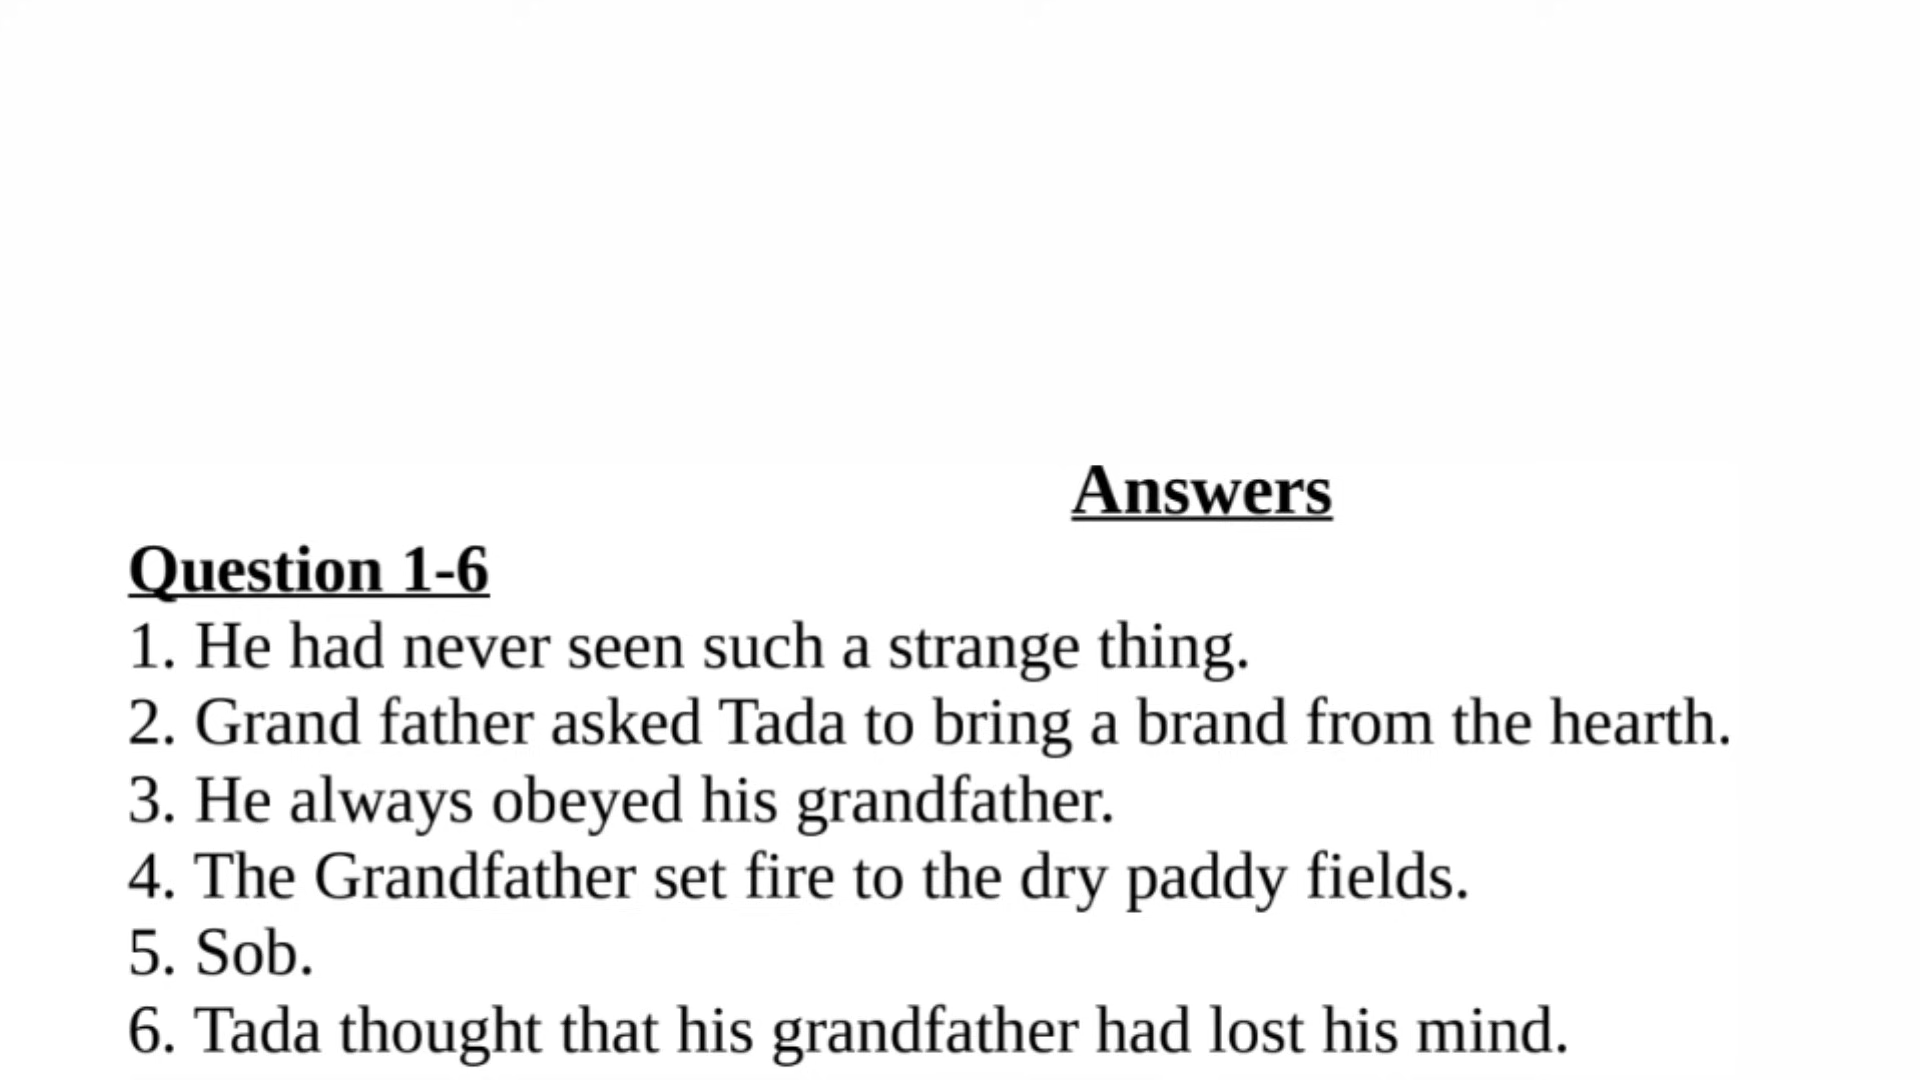 Answers
Question 1-6
1. He had never seen such a strange thing.
2. Grand father asked Tada to bring a brand from the hearth.
3. He always obeyed his grandfather.
4. The Grandfather set fire to the dry paddy fields.
5. Sob.
6. Tada thought that his grandfather had lost his mind.